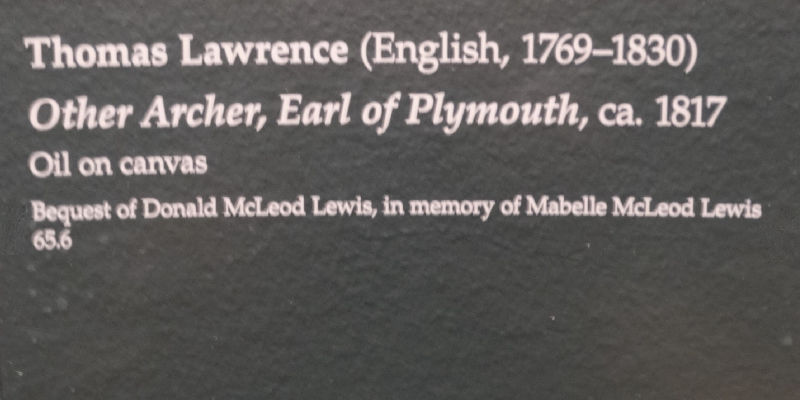 Thomas Lawrence (English, 1769–1830)
Other Archer, Earl of Plymouth, ca. 1817
Oil on canvas
Bequest of Donald McLeod Lewis, in memory of Mabelle McLeod Lewis
65.6